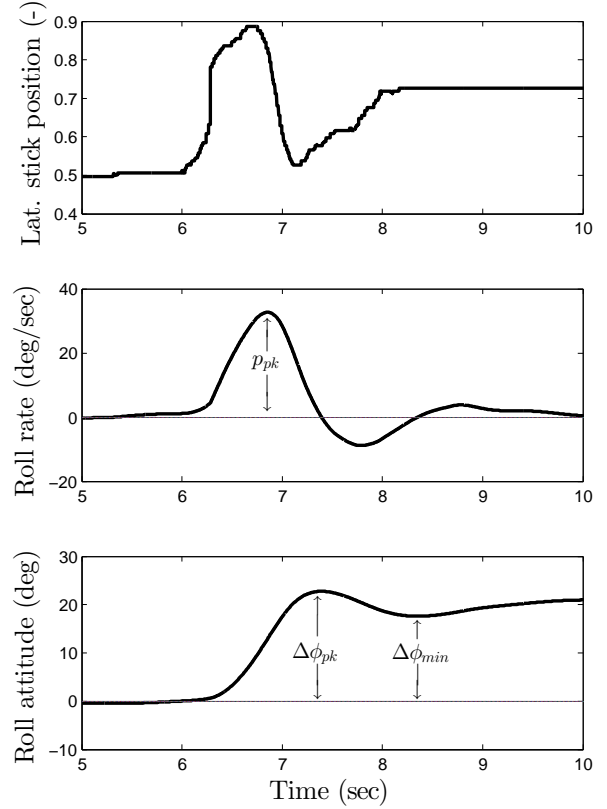 Lat. stick position (-)
0.9
0.8
0.7
0.6
0.5
0.4
5 6 7 8 9 10
Roll rate (deg/sec)
40
20
0
−20
p_pk
5 6 7 8 9 10
Roll attitude (deg)
30
20
10
0
−10
Δϕ_pk
Δϕ_min
5 6 7 8 9 10
Time (sec)